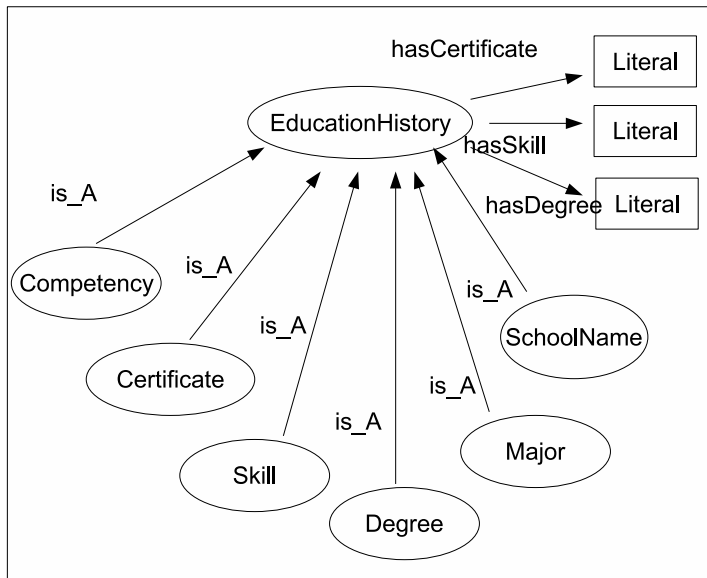 hasCertificate
Literal
EducationHistory
Literal
hasSkill
is_A
hasDegree
Literal
Competency
is_A
is_A
is_A
SchoolName
Certificate
is_A
is_A
Major
Skill
Degree